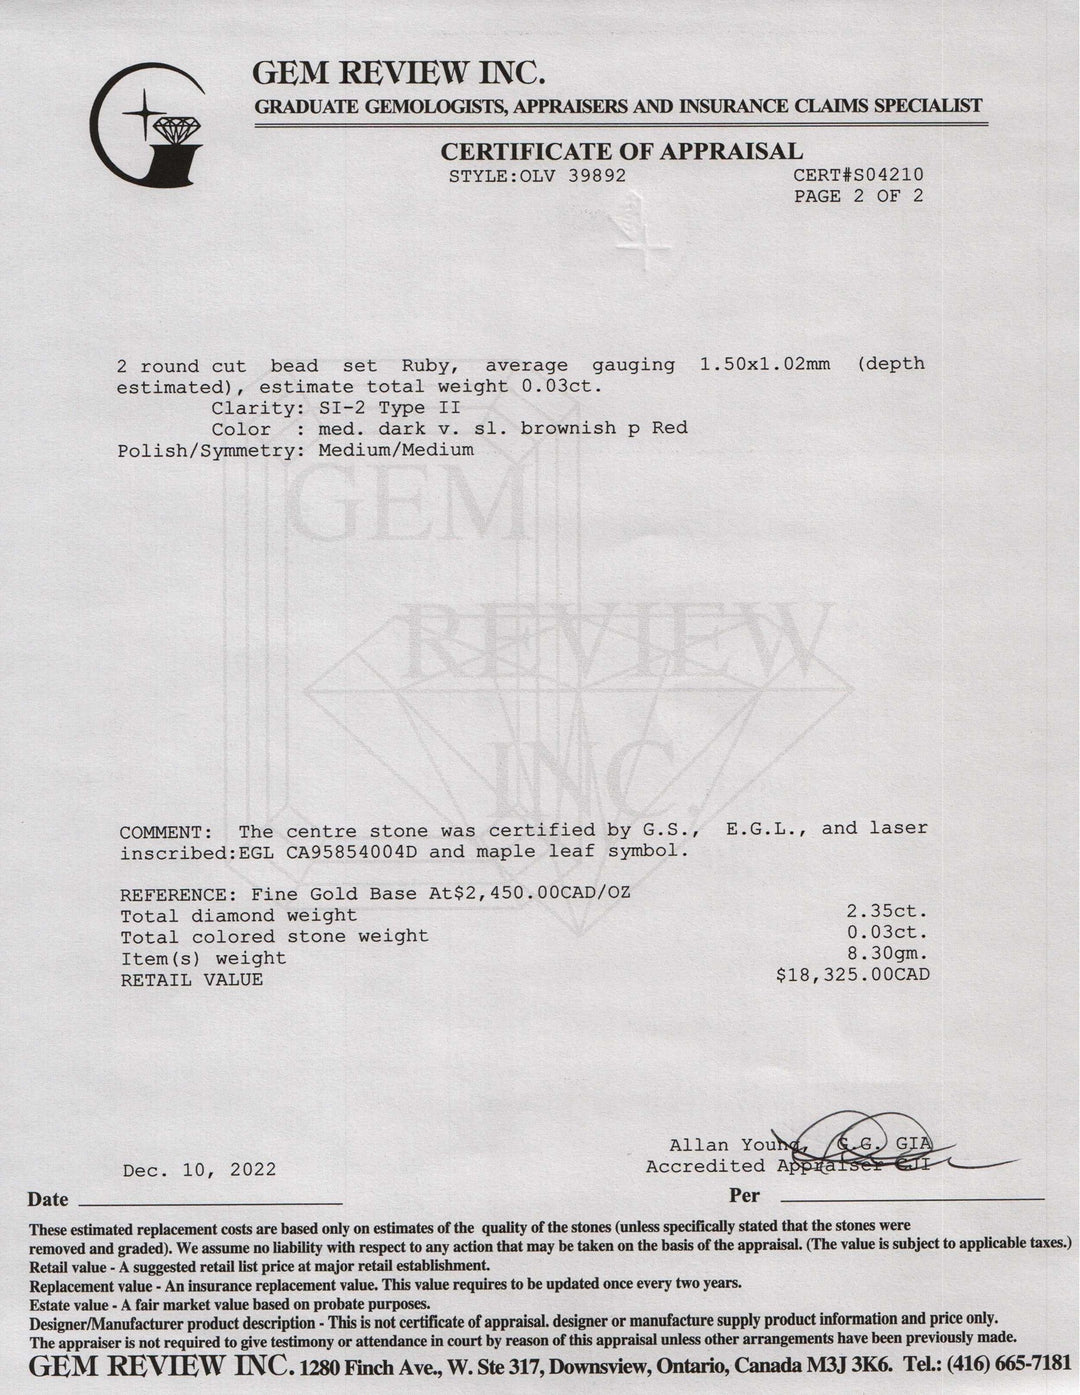 GEM REVIEW INC.
GRADUATE GEMOLOGISTS, APPRAISERS AND INSURANCE CLAIMS SPECIALIST
CERTIFICATE OF APPRAISAL
STYLE:OLV 39892 CERT#S04210
PAGE 2 OF 2
2 round cut bead set Ruby, average gauging 1.50x1.02mm (depth
estimated), estimate total weight 0.03ct.
Clarity: SI-2 Type II
Color : med. dark v. sl. brownish p Red
Polish/Symmetry: Medium/Medium
GEM
REVIEW
INC.
COMMENT: The centre stone was certified by G.S., E.G.L., and laser
inscribed:EGL CA95854004D and maple leaf symbol.
REFERENCE: Fine Gold Base At$2,450.00CAD/OZ
Total diamond weight 2.35ct.
Total colored stone weight 0.03ct.
Item(s) weight 8.30gm.
RETAIL VALUE $18,325.00CAD
Allan Young, G.G. GIA
Dec. 10, 2022 Accredited Appraiser CJI
Date Per
These estimated replacement costs are based only on estimates of the quality of the stones (unless specifically stated that the stones were
removed and graded). We assume no liability with respect to any action that may be taken on the basis of the appraisal. (The value is subject to applicable taxes.)
Retail value - A suggested retail list price at major retail establishment.
Replacement value - An insurance replacement value. This value requires to be updated once every two years.
Estate value - A fair market value based on probate purposes.
Designer/Manufacturer product description - This is not certificate of appraisal. designer or manufacture supply product information and price only.
The appraiser is not required to give testimony or attendance in court by reason of this appraisal unless other arrangements have been previously made.
GEM REVIEW INC. 1280 Finch Ave., W. Ste 317, Downsview, Ontario, Canada M3J 3K6. Tel.: (416) 665-7181